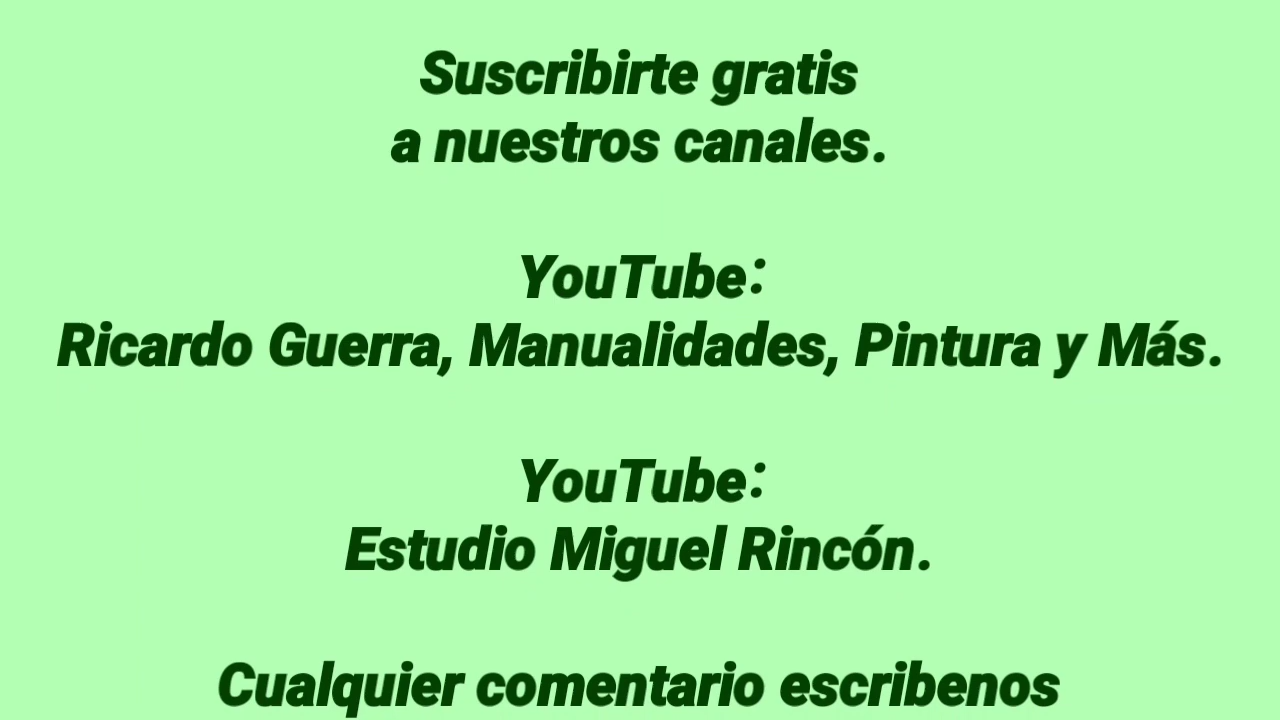 Suscribirte gratis
a nuestros canales.
YouTube:
Ricardo Guerra, Manualidades, Pintura y Más.
YouTube:
Estudio Miguel Rincón.
Cualquier comentario escribenos